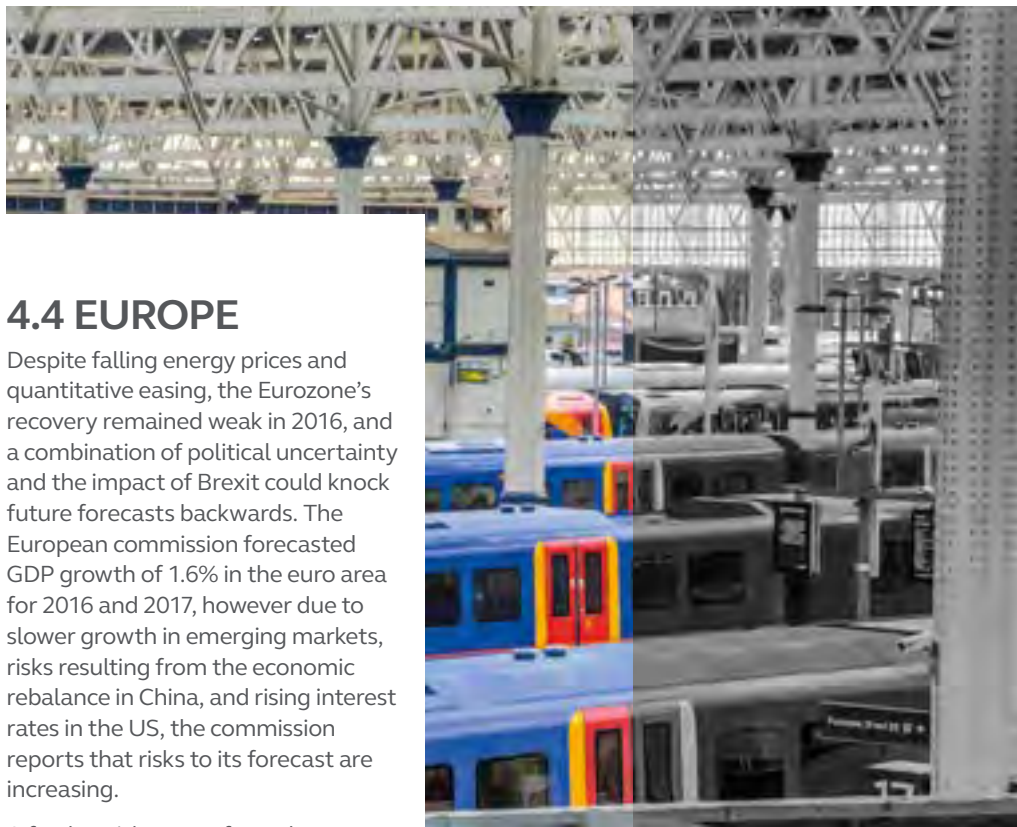 4.4 EUROPE
Despite falling energy prices and
quantitative easing, the Eurozone's
recovery remained weak in 2016, and
a combination of political uncertainty
and the impact of Brexit could knock
future forecasts backwards. The
European commission forecasted
GDP growth of 1.6% in the euro area
for 2016 and 2017, however due to
slower growth in emerging markets,
risks resulting from the economic
rebalance in China, and rising interest
rates in the US, the commission
reports that risks to its forecast are
increasing.
17